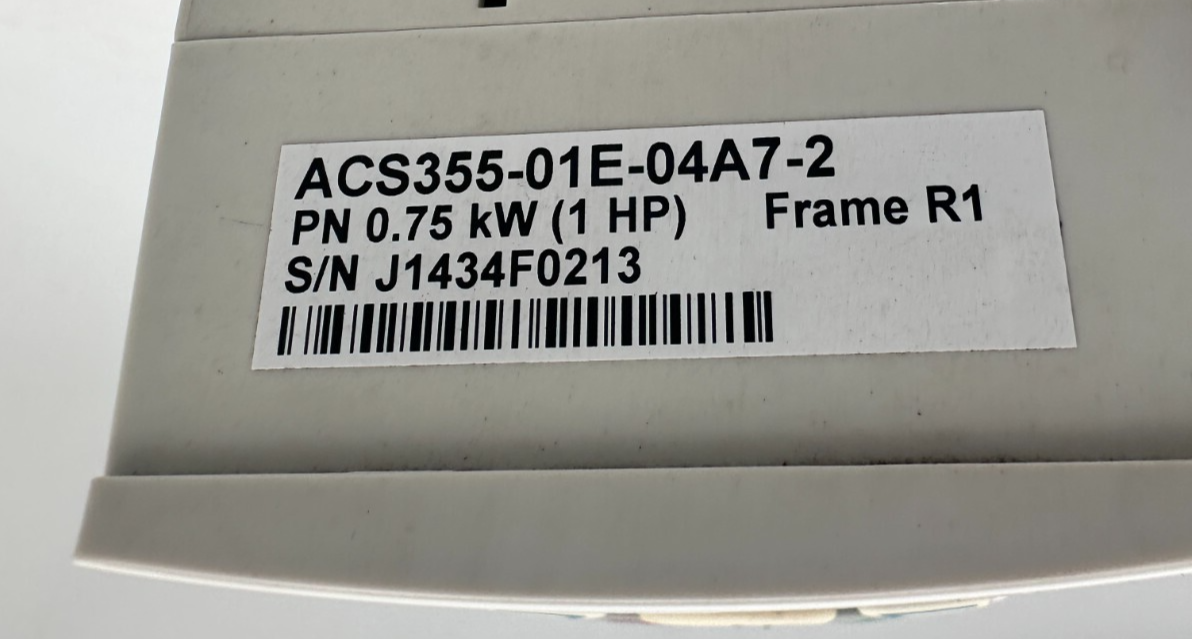 ACS355-01E-04A7-2
PN 0.75 kW (1 HP) Frame R1
S/N J1434F0213